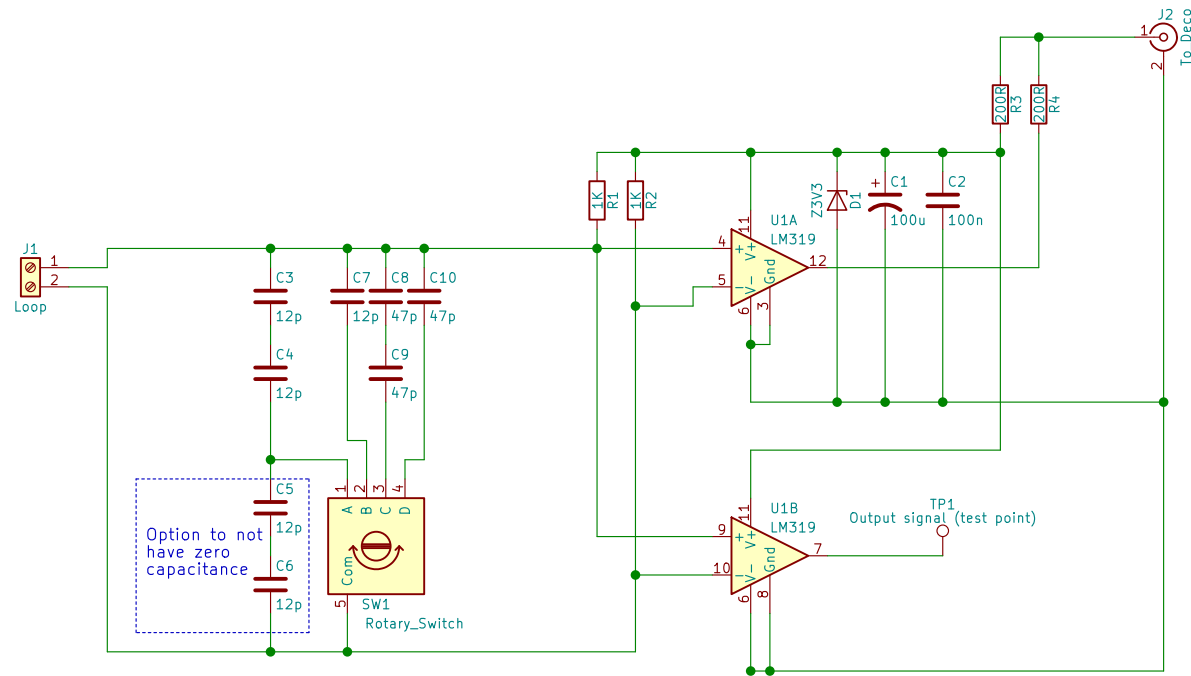 J2
1
2
To Deco
200R
R3
200R
R4
1K
R1
1K
R2
Z3V3
D1
+
C1
100u
C2
100n
U1A
LM319
4
5
+
-
V+
V-
Gnd
11
12
6
3
J1
1
2
Loop
C3
12p
C7
12p
C8
47p
C10
47p
C4
12p
C9
47p
C5
12p
C6
12p
Option to not
have zero
capacitance
1
2
3
4
A
B
C
D
Com
5
SW1
Rotary_Switch
U1B
LM319
9
10
+
-
V+
V-
Gnd
11
7
6
8
TP1
Output signal (test point)